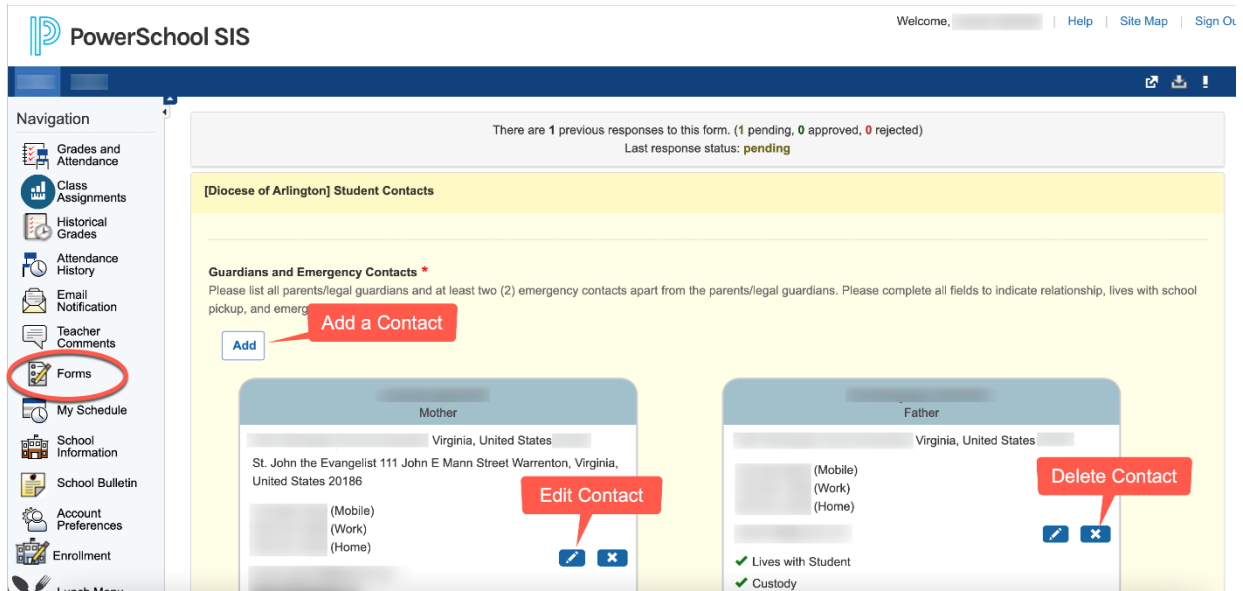 PowerSchool SIS
Welcome,
Help | Site Map | Sign Ou
Navigation
Grades and
Attendance
Class
Assignments
Historical
Grades
Attendance
History
Email
Notification
Teacher
Comments
Forms
My Schedule
School
Information
School Bulletin
Account
Preferences
Enrollment
Lunch Menu
There are 1 previous responses to this form. (1 pending, 0 approved, 0 rejected)
Last response status: pending
[Diocese of Arlington] Student Contacts
Guardians and Emergency Contacts *
Please list all parents/legal guardians and at least two (2) emergency contacts apart from the parents/legal guardians. Please complete all fields to indicate relationship, lives with school
pickup, and emerg
Add a Contact
Add
Mother
Virginia, United States
St. John the Evangelist 111 John E Mann Street Warrenton, Virginia,
United States 20186
Edit Contact
(Mobile)
(Work)
(Home)
Father
Virginia, United States
(Mobile)
(Work)
(Home)
Delete Contact
Lives with Student
Custody